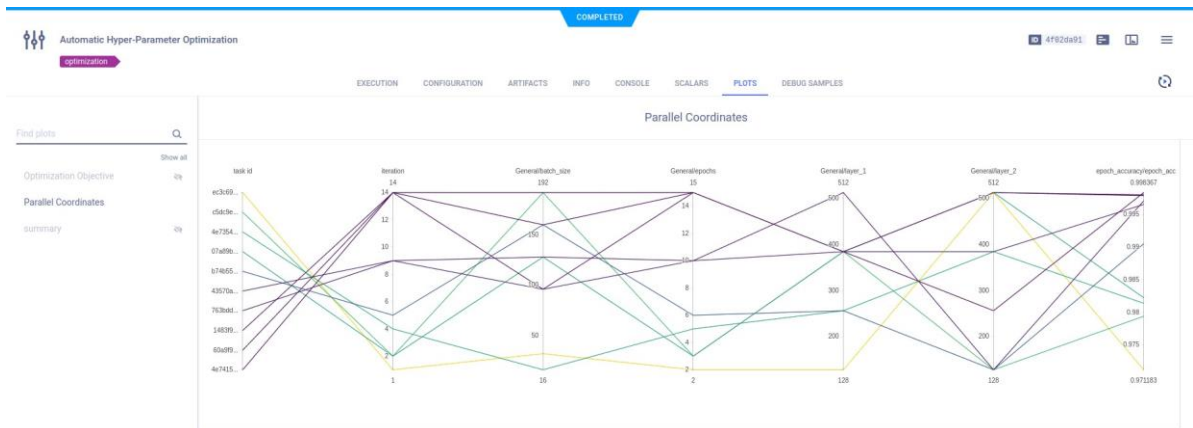 COMPLETED
Automatic Hyper-Parameter Optimization
optimization
ID 4f02da91
EXECUTION CONFIGURATION ARTIFACTS INFO CONSOLE SCALARS PLOTS DEBUG SAMPLES
Find plots
Show all
Optimization Objective
Parallel Coordinates
summary
Parallel Coordinates
task id
ec3c69...
c5dc9e...
4e7354...
07a89b...
b74b55...
43570a...
763bdd...
1483f9...
60a9f9...
4e7415...
iteration
14
14
12
10
8
6
4
2
1
General/batch_size
192
150
100
50
16
General/epochs
15
14
12
10
8
6
4
2
2
General/layer_1
512
500
400
300
200
128
General/layer_2
512
500
400
300
200
128
epoch_accuracy/epoch_acc
0.998367
0.995
0.99
0.985
0.98
0.975
0.971183